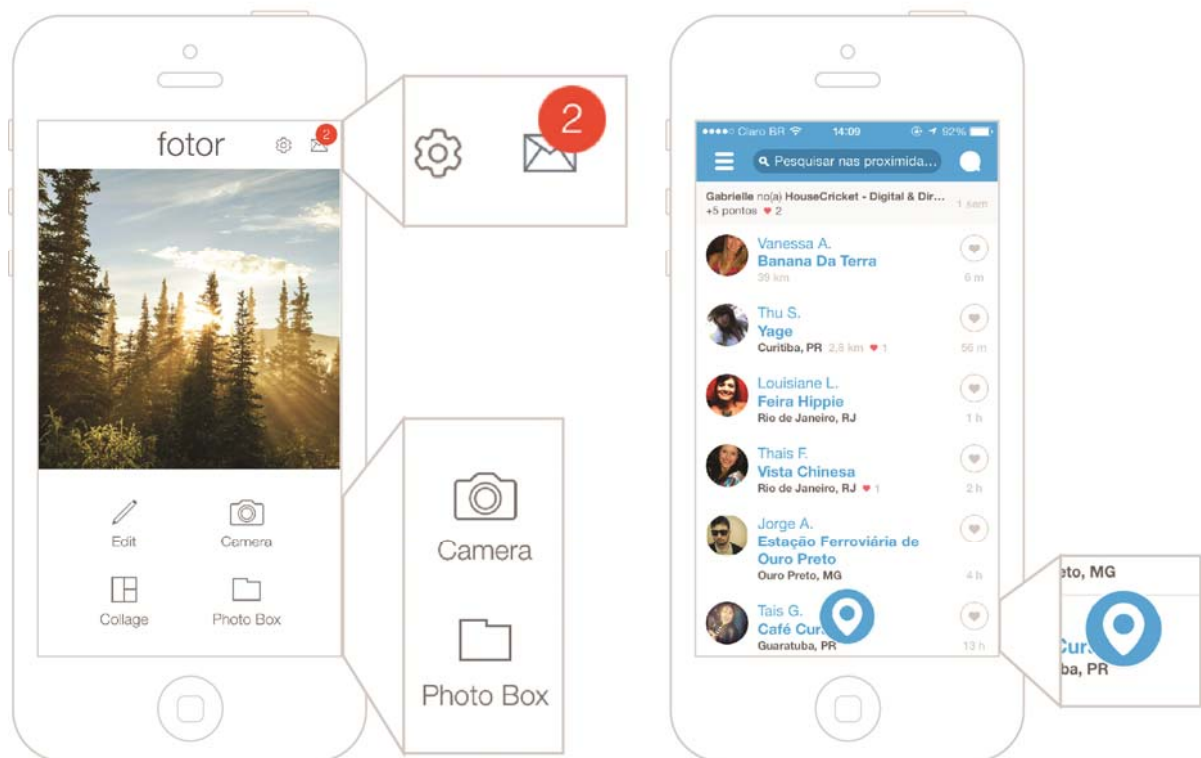 fotor
2
Edit
Camera
Collage
Photo Box
2
Camera
Photo Box
Claro BR 14:09 92%
Pesquisar nas proximida...
Gabrielle no(a) HouseCricket - Digital & Dir...
+5 pontos 2
1 sem
Vanessa A.
Banana Da Terra
39 km
6 m
Thu S.
Yage
Curitiba, PR 2,8 km 1
56 m
Louisiane L.
Feira Hippie
Rio de Janeiro, RJ
1 h
Thais F.
Vista Chinesa
Rio de Janeiro, RJ 1
2 h
Jorge A.
Estação Ferroviária de
Ouro Preto
Ouro Preto, MG
4 h
Tais G.
Café Cur
Guaratuba, PR
13 h
eto, MG
Cur
ba, PR